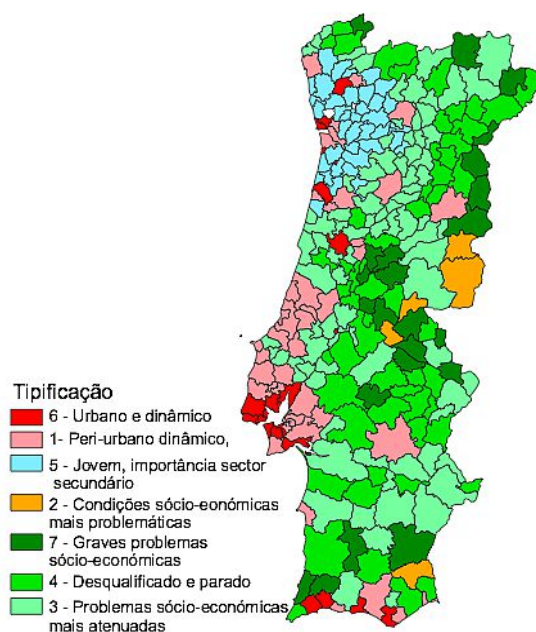 Tipificação
6 - Urbano e dinâmico
1- Peri-urbano dinâmico,
5 - Jovem, importância sector
secundário
2 - Condições sócio-económicas
mais problemáticas
7 - Graves problemas
sócio-económicas
4 - Desqualificado e parado
3 - Problemas sócio-económicas
mais atenuadas